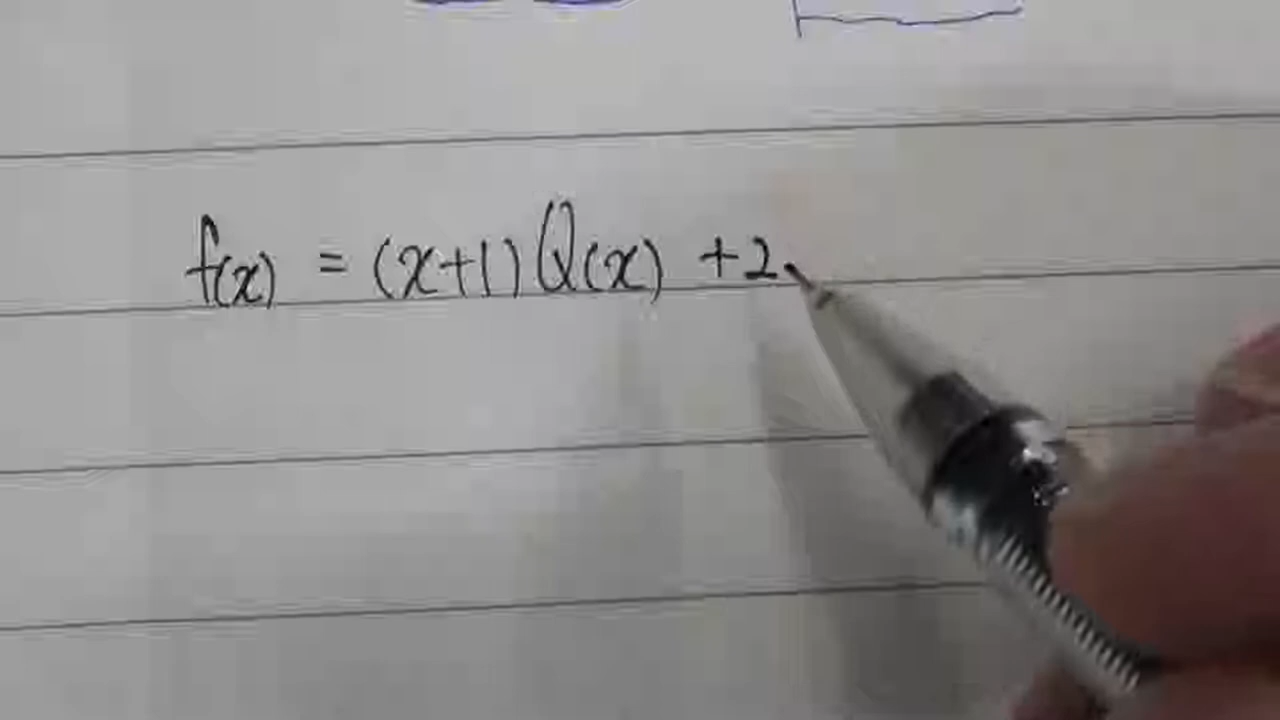 f(x) = (x+1)Q(x) +2